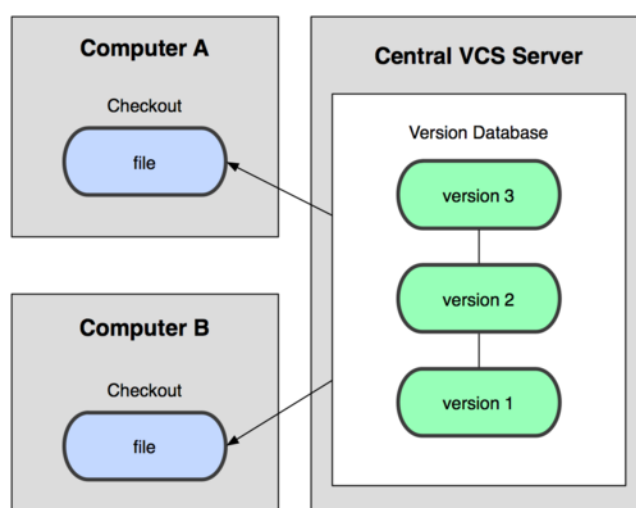 Computer A
Checkout
file
Computer B
Checkout
file
Central VCS Server
Version Database
version 3
version 2
version 1